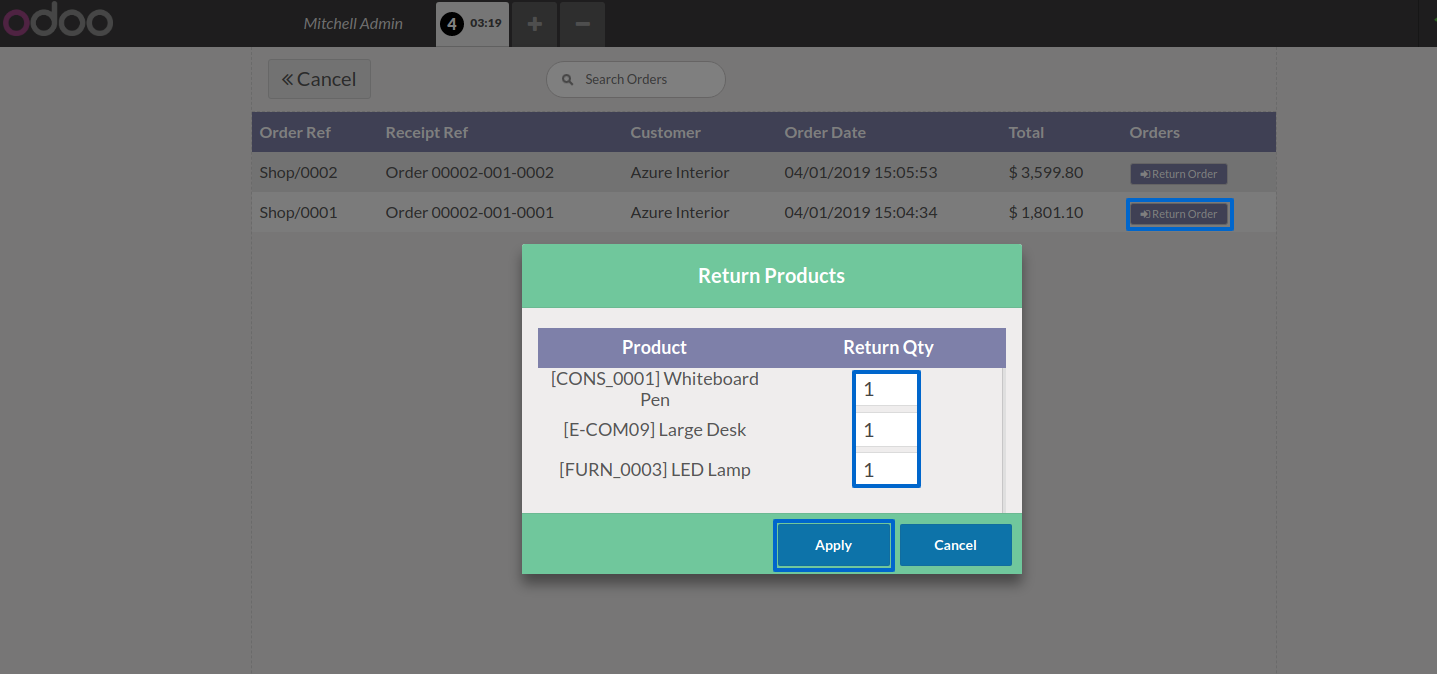 odoo
Mitchell Admin
4 03:19
Cancel
Search Orders
Order Ref Receipt Ref Customer Order Date Total Orders
Shop/0002 Order 00002-001-0002 Azure Interior 04/01/2019 15:05:53 $ 3,599.80 Return Order
Shop/0001 Order 00002-001-0001 Azure Interior 04/01/2019 15:04:34 $ 1,801.10 Return Order
Return Products
Product Return Qty
[CONS_0001] Whiteboard
Pen
1
[E-COM09] Large Desk 1
[FURN_0003] LED Lamp 1
Apply Cancel